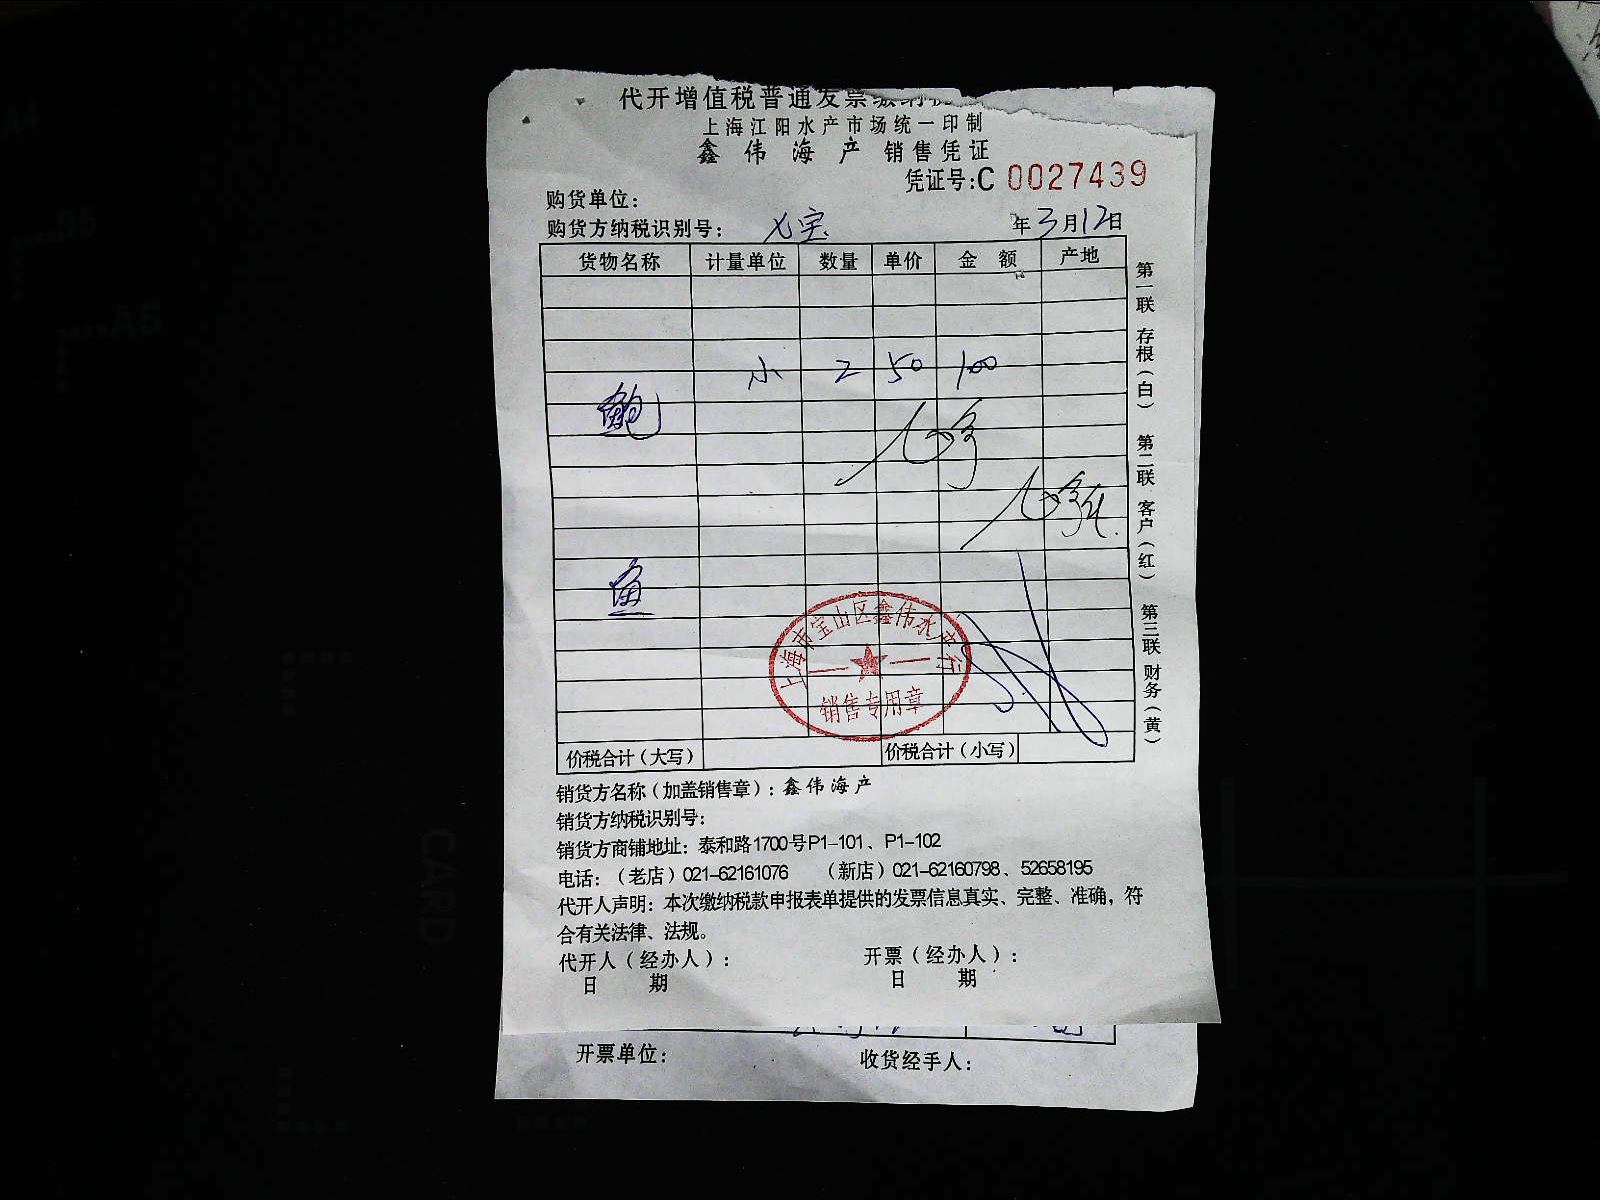 代开增值税普通发票缴纳税
上海江阳水产市场统一印制
鑫伟海产 销售凭证
凭证号:C 0027439
购货单位:
购货方纳税识别号: 七宝 年3月12日
货物名称 计量单位 数量 单价 金额 产地
小 2 50 100
鲍
鱼
上海市宝山区鑫伟水产行
销售专用章
价税合计(大写) 价税合计(小写)
第一联 存根(白) 第二联 客户(红) 第三联 财务(黄)
销货方名称(加盖销售章): 鑫伟海产
销货方纳税识别号:
销货方商铺地址: 泰和路1700号P1-101、P1-102
电话:(老店)021-62161076 (新店)021-62160798、52658195
代开人声明: 本次缴纳税款申报表单提供的发票信息真实、完整、准确,符
合有关法律、法规。
代开人(经办人): 开票(经办人):
日期 日期
开票单位: 收货经手人: